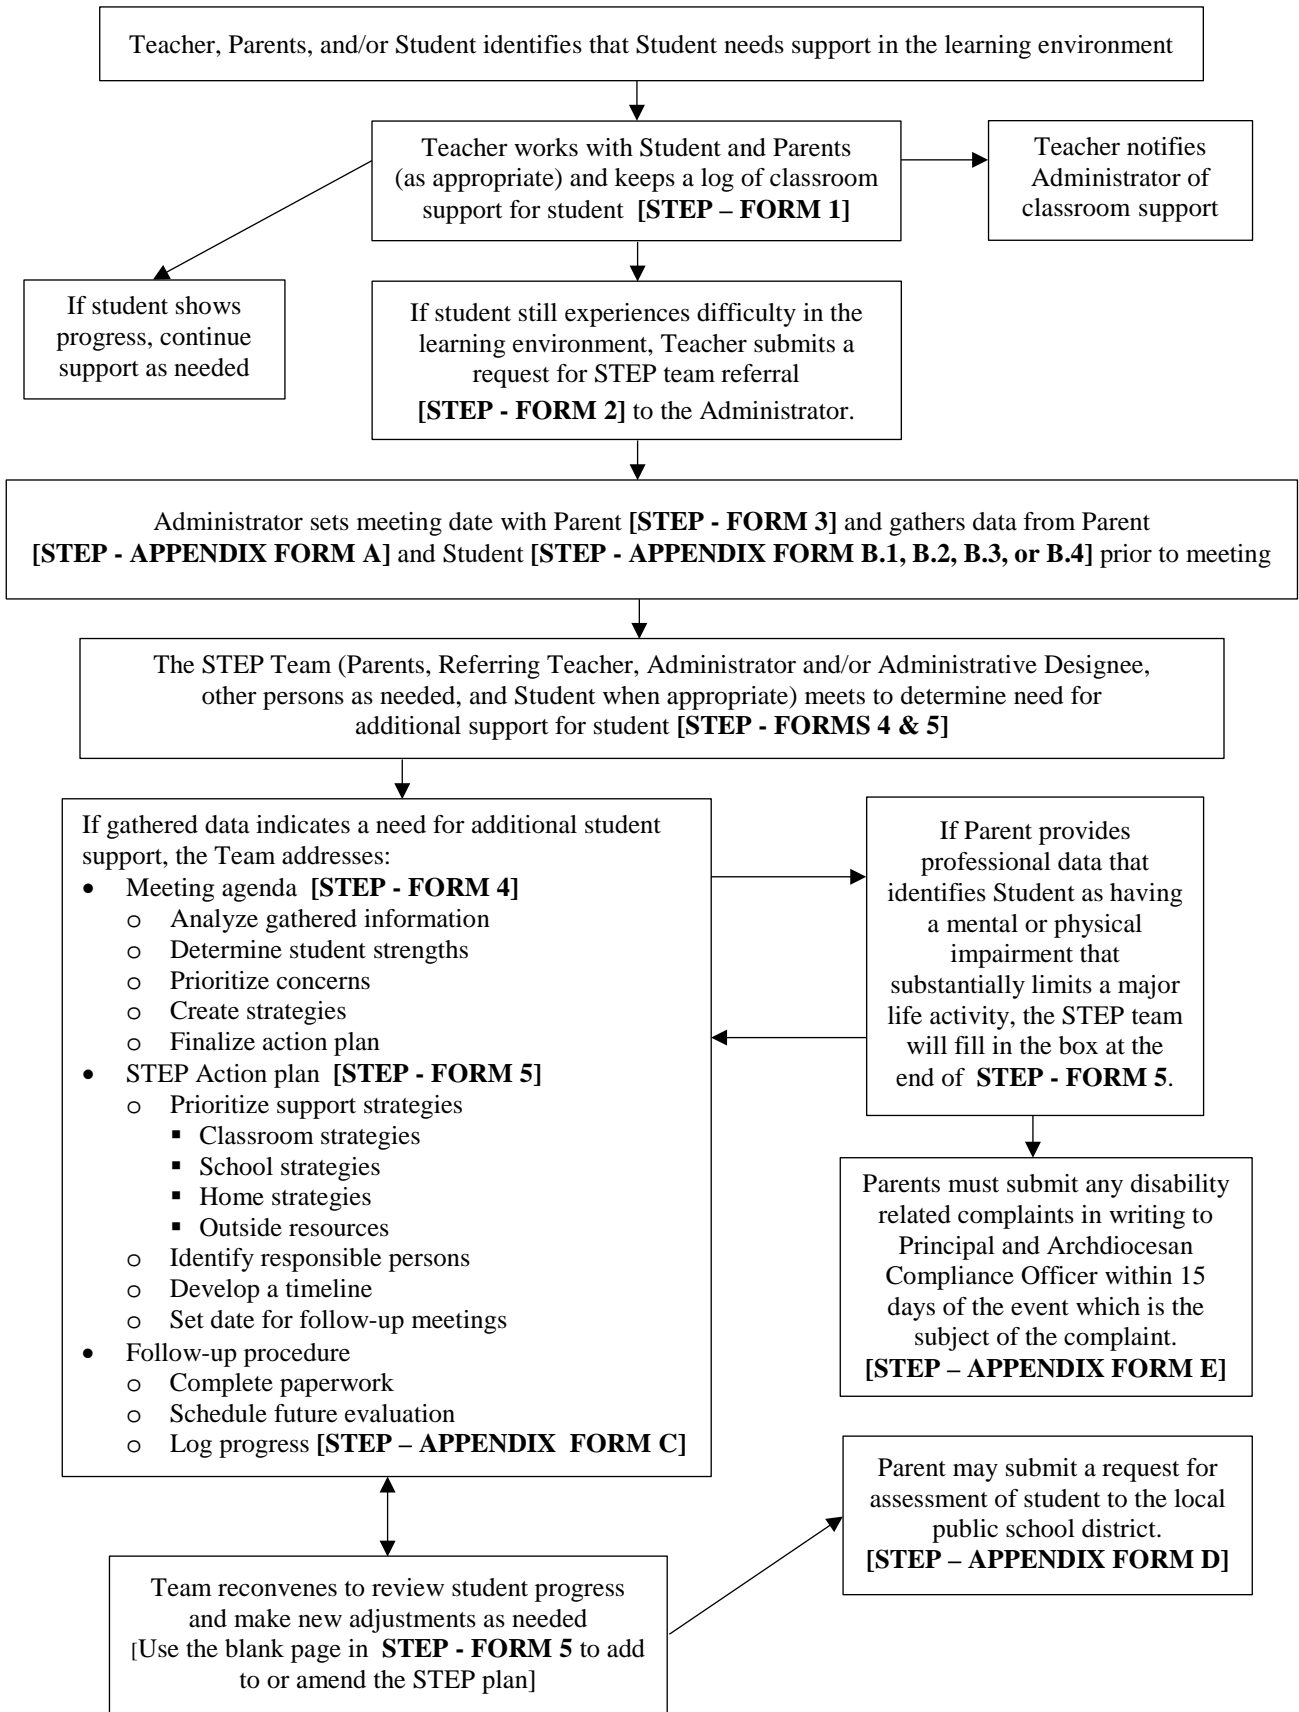 Teacher, Parents, and/or Student identifies that Student needs support in the learning environment
Teacher works with Student and Parents
(as appropriate) and keeps a log of classroom
support for student [STEP – FORM 1]
Teacher notifies
Administrator of
classroom support
If student shows
progress, continue
support as needed
If student still experiences difficulty in the
learning environment, Teacher submits a
request for STEP team referral
[STEP - FORM 2] to the Administrator.
Administrator sets meeting date with Parent [STEP - FORM 3] and gathers data from Parent
[STEP - APPENDIX FORM A] and Student [STEP - APPENDIX FORM B.1, B.2, B.3, or B.4] prior to meeting
The STEP Team (Parents, Referring Teacher, Administrator and/or Administrative Designee,
other persons as needed, and Student when appropriate) meets to determine need for
additional support for student [STEP - FORMS 4 & 5]
If gathered data indicates a need for additional student
support, the Team addresses:
• Meeting agenda [STEP - FORM 4]
o Analyze gathered information
o Determine student strengths
o Prioritize concerns
o Create strategies
o Finalize action plan
• STEP Action plan [STEP - FORM 5]
o Prioritize support strategies
▪ Classroom strategies
▪ School strategies
▪ Home strategies
▪ Outside resources
o Identify responsible persons
o Develop a timeline
o Set date for follow-up meetings
• Follow-up procedure
o Complete paperwork
o Schedule future evaluation
o Log progress [STEP – APPENDIX FORM C]
If Parent provides
professional data that
identifies Student as having
a mental or physical
impairment that
substantially limits a major
life activity, the STEP team
will fill in the box at the
end of STEP - FORM 5.
Parents must submit any disability
related complaints in writing to
Principal and Archdiocesan
Compliance Officer within 15
days of the event which is the
subject of the complaint.
[STEP – APPENDIX FORM E]
Parent may submit a request for
assessment of student to the local
public school district.
[STEP – APPENDIX FORM D]
Team reconvenes to review student progress
and make new adjustments as needed
[Use the blank page in STEP - FORM 5 to add
to or amend the STEP plan]